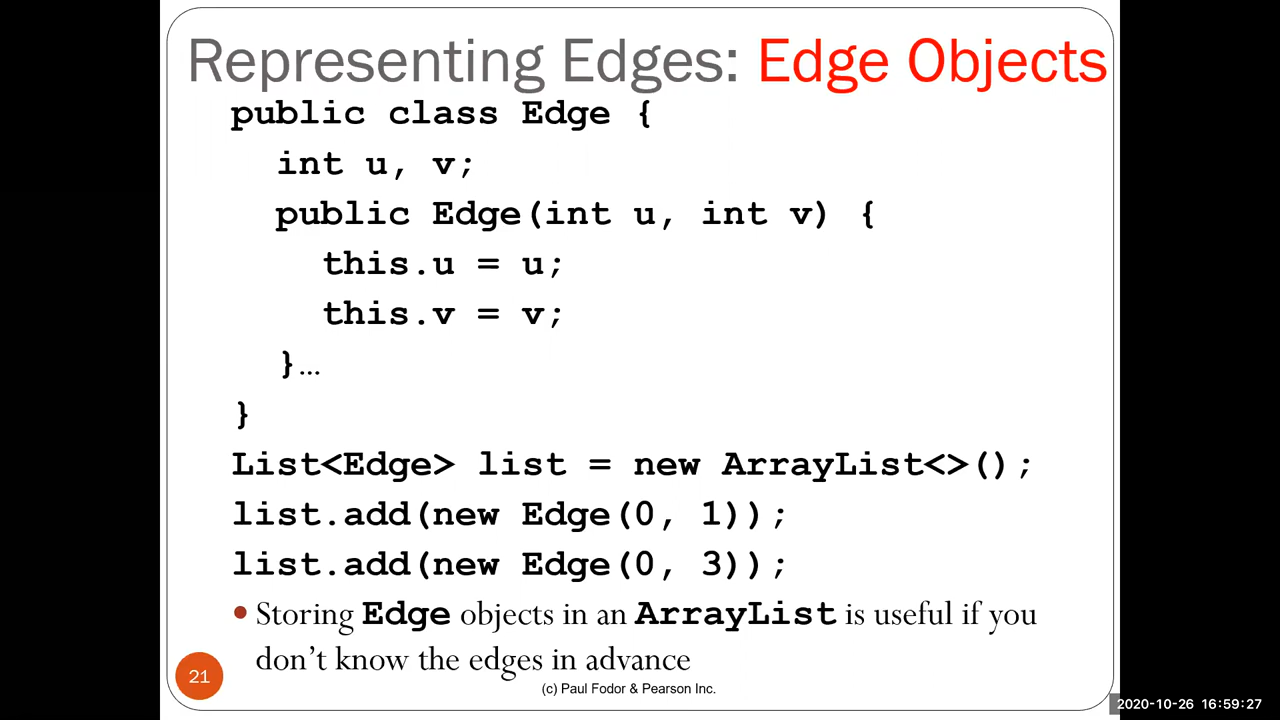 Representing Edges: Edge Objects
public class Edge {
int u, v;
public Edge(int u, int v) {
this.u = u;
this.v = v;
}…
}
List<Edge> list = new ArrayList<>();
list.add(new Edge(0, 1));
list.add(new Edge(0, 3));
• Storing Edge objects in an ArrayList is useful if you
don’t know the edges in advance
21
(c) Paul Fodor & Pearson Inc.
2020-10-26 16:59:27